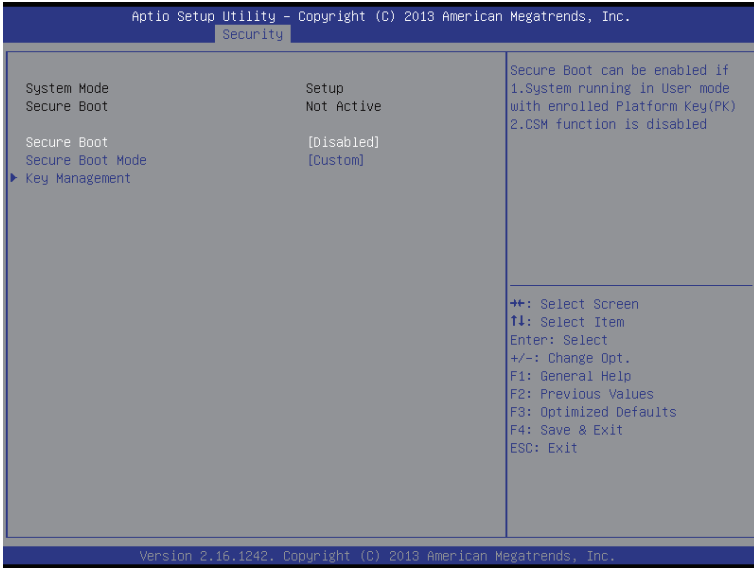 Aptio Setup Utility – Copyright (C) 2013 American Megatrends, Inc.
Security
System Mode Setup
Secure Boot Not Active
Secure Boot [Disabled]
Secure Boot Mode [Custom]
Key Management
Secure Boot can be enabled if
1.System running in User mode
with enrolled Platform Key(PK)
2.CSM function is disabled
→←: Select Screen
↑↓: Select Item
Enter: Select
+/-: Change Opt.
F1: General Help
F2: Previous Values
F3: Optimized Defaults
F4: Save & Exit
ESC: Exit
Version 2.16.1242. Copyright (C) 2013 American Megatrends, Inc.